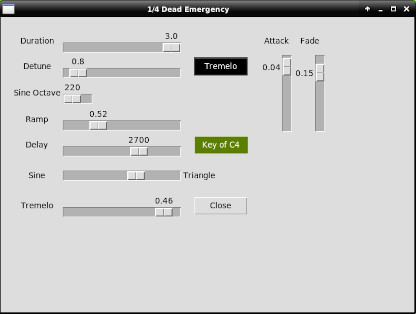 1/4 Dead Emergency
Duration 3.0 Attack Fade
Detune 0.8 Tremelo 0.04 0.15
Sine Octave 220
Ramp 0.52
Delay 2700 Key of C4
Sine Triangle
Tremelo 0.46 Close